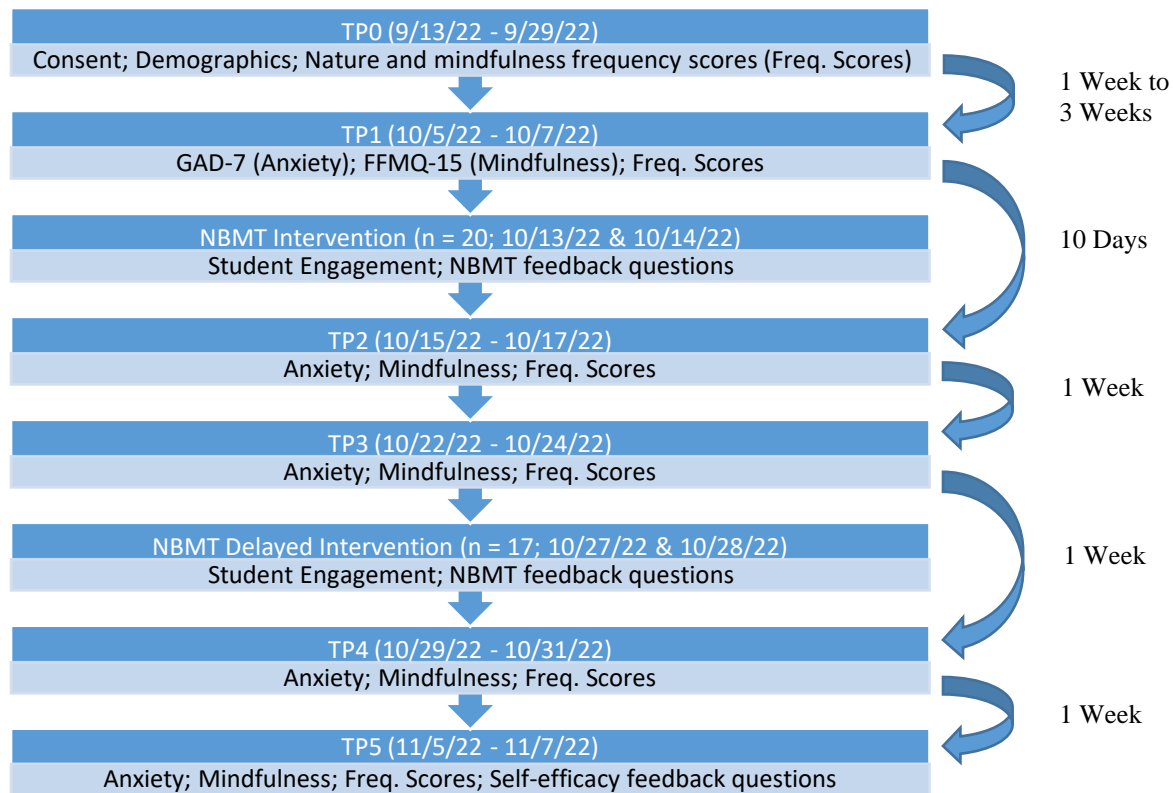 TP0 (9/13/22 - 9/29/22)
Consent; Demographics; Nature and mindfulness frequency scores (Freq. Scores)
1 Week to
3 Weeks
TP1 (10/5/22 - 10/7/22)
GAD-7 (Anxiety); FFMQ-15 (Mindfulness); Freq. Scores
NBMT Intervention (n = 20; 10/13/22 & 10/14/22)
Student Engagement; NBMT feedback questions
10 Days
TP2 (10/15/22 - 10/17/22)
Anxiety; Mindfulness; Freq. Scores
1 Week
TP3 (10/22/22 - 10/24/22)
Anxiety; Mindfulness; Freq. Scores
NBMT Delayed Intervention (n = 17; 10/27/22 & 10/28/22)
Student Engagement; NBMT feedback questions
1 Week
TP4 (10/29/22 - 10/31/22)
Anxiety; Mindfulness; Freq. Scores
1 Week
TP5 (11/5/22 - 11/7/22)
Anxiety; Mindfulness; Freq. Scores; Self-efficacy feedback questions